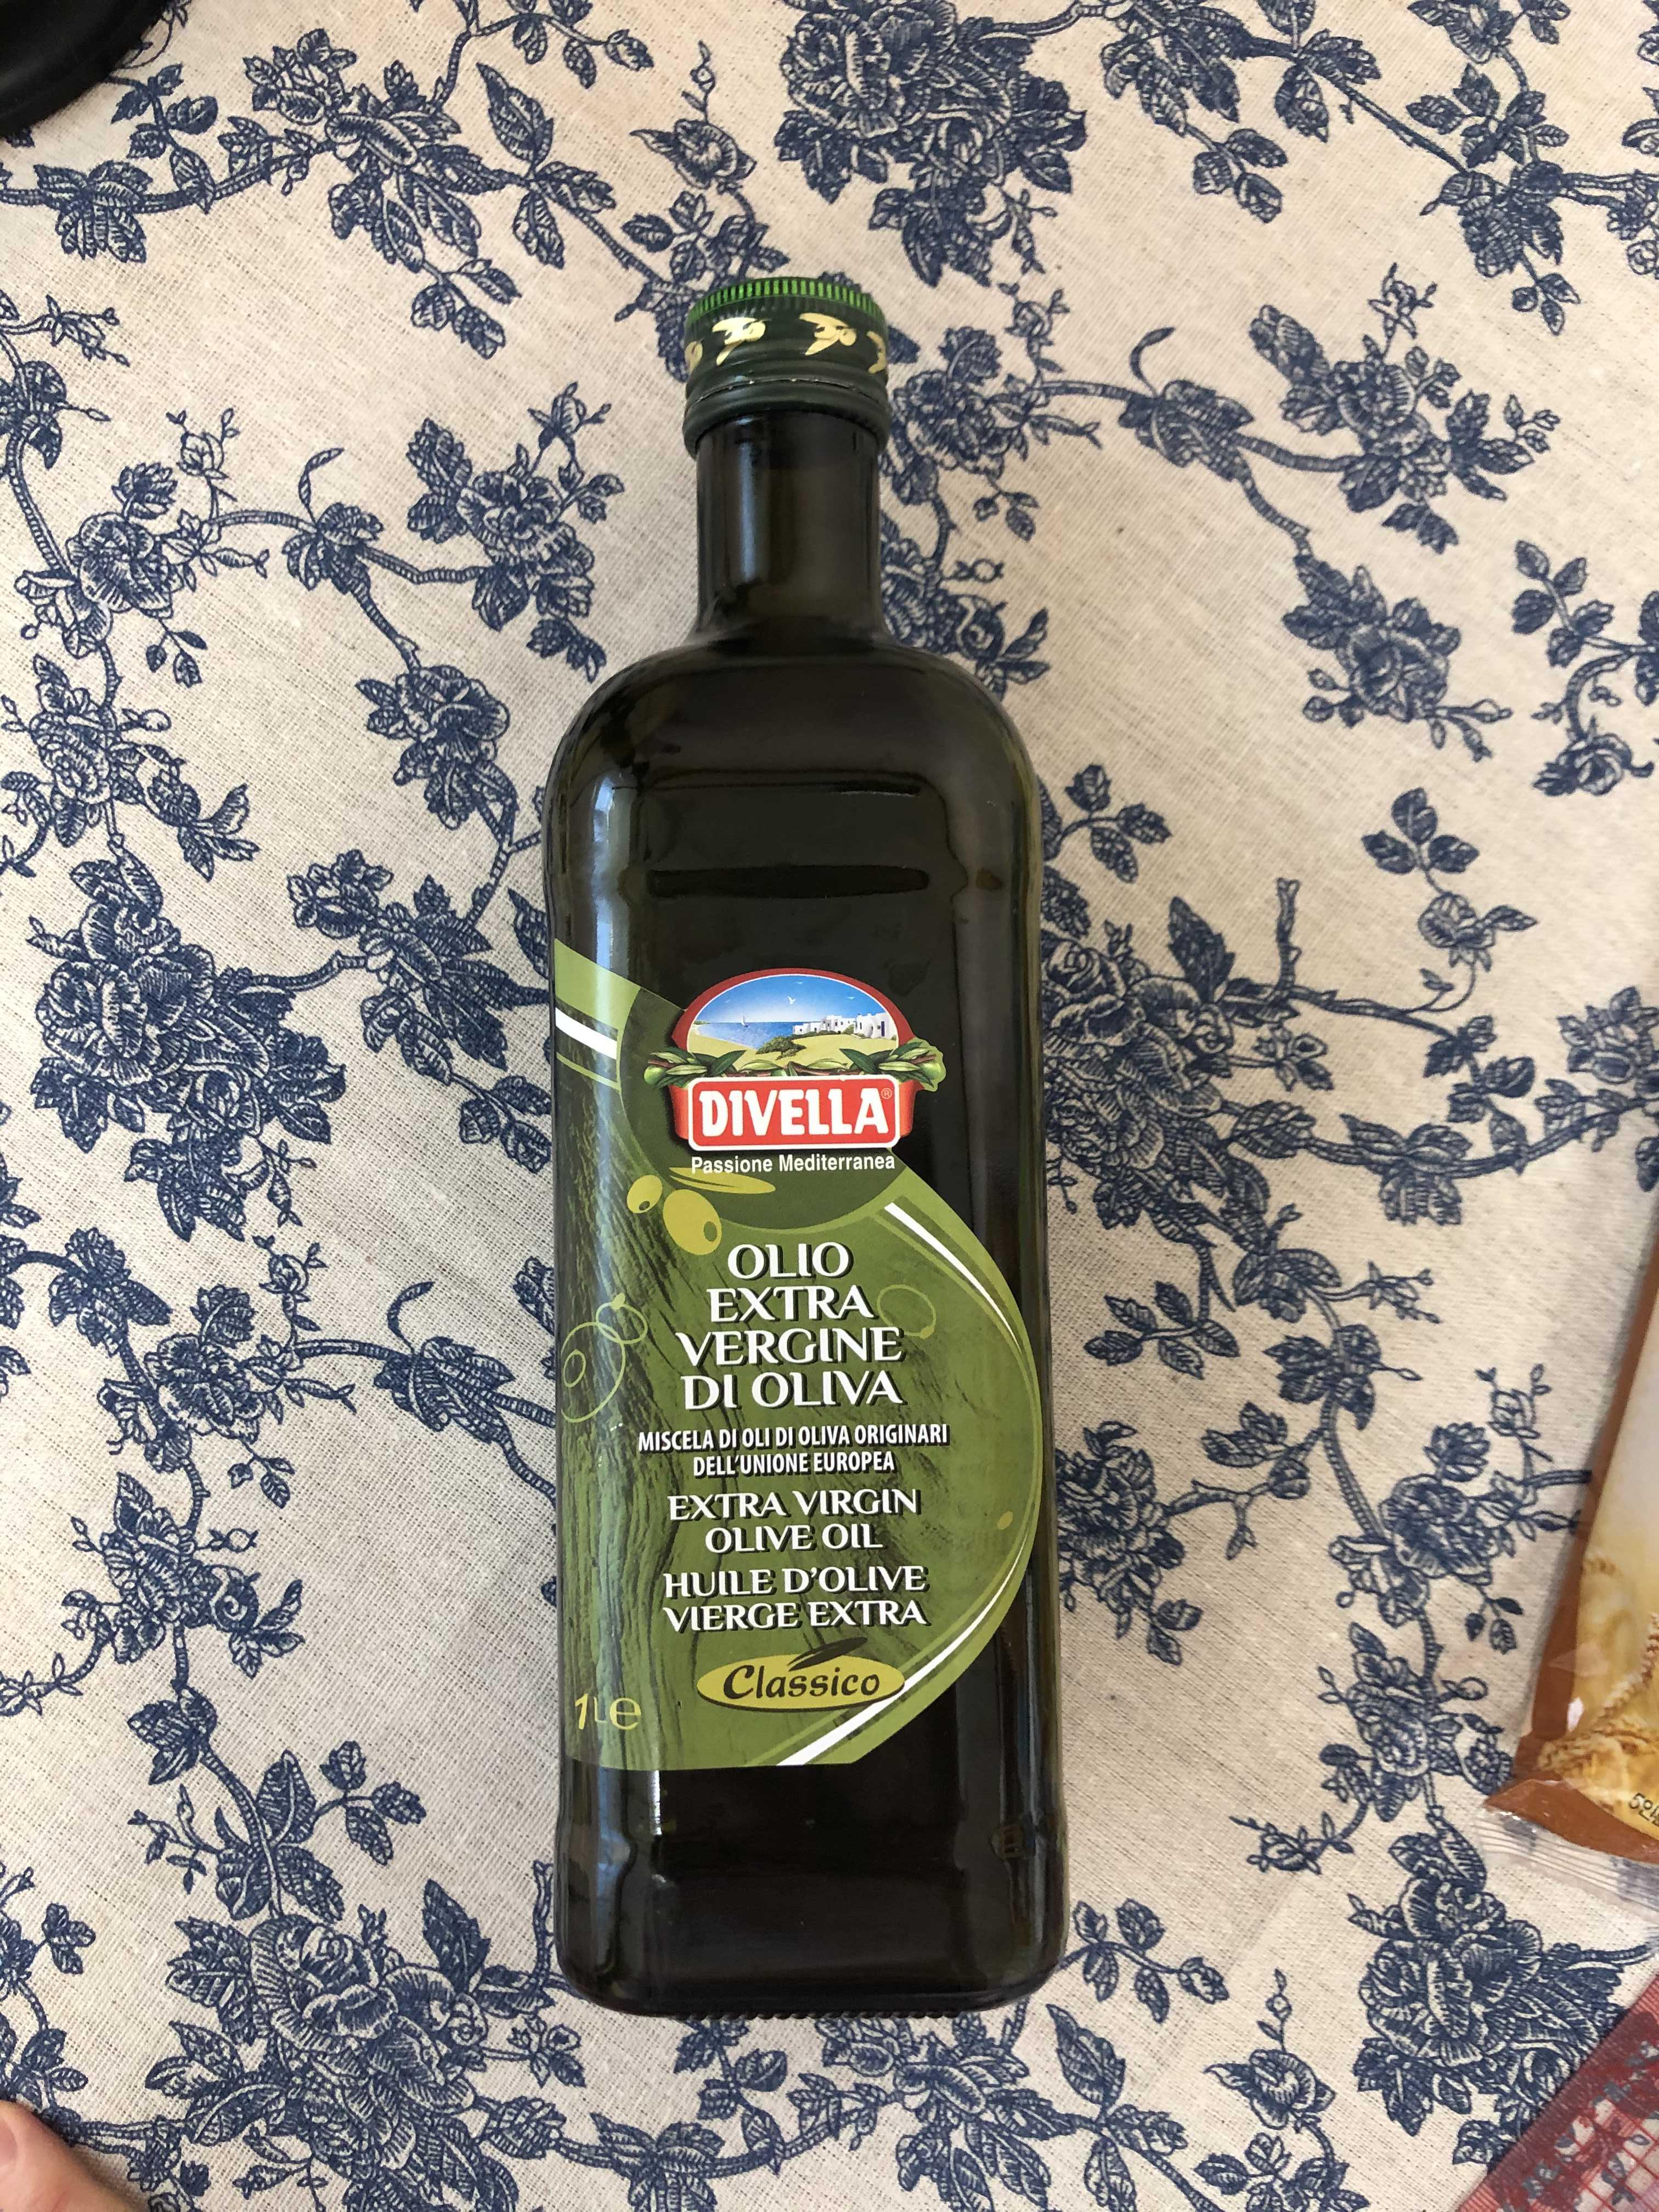 DIVELLA®
Passione Mediterranea
OLIO
EXTRA
VERGINE
DI OLIVA
MISCELA DI OLI DI OLIVA ORIGINARI
DELL'UNIONE EUROPEA
EXTRA VIRGIN
OLIVE OIL
HUILE D'OLIVE
VIERGE EXTRA
Classico
1L℮